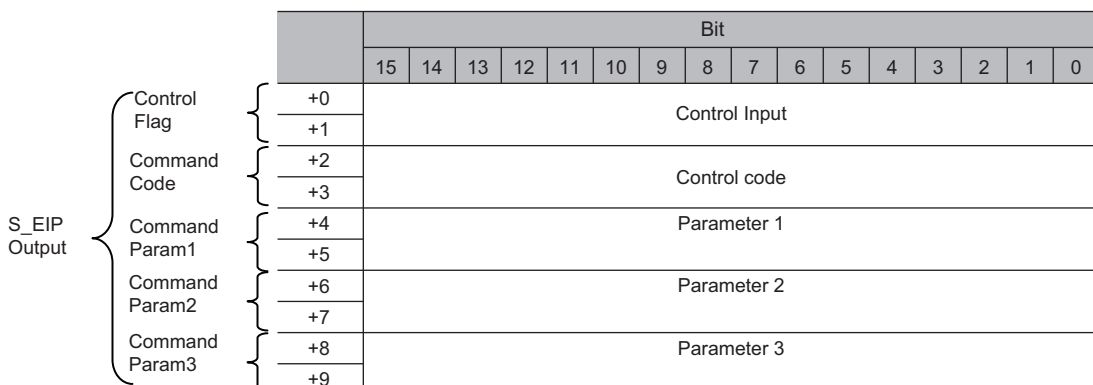 Bit
15 14 13 12 11 10 9 8 7 6 5 4 3 2 1 0
S_EIP
Output
Control
Flag
+0
+1
Control Input
Command
Code
+2
+3
Control code
Command
Param1
+4
+5
Parameter 1
Command
Param2
+6
+7
Parameter 2
Command
Param3
+8
+9
Parameter 3